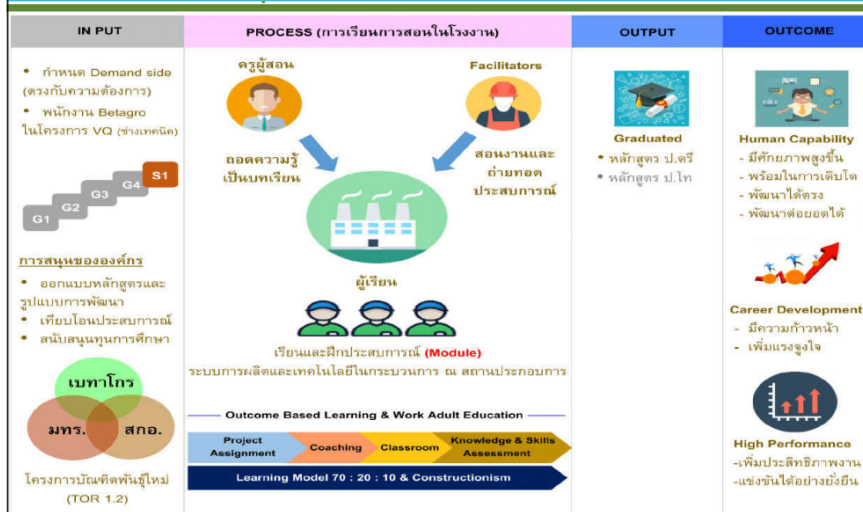 IN PUT
PROCESS (การเรียนการสอนในโรงงาน)
OUTPUT
OUTCOME
• กำหนด Demand side
(ตรงกับความต้องการ)
• พนักงาน Betagro
ในโครงการ VQ (ช่างเทคนิค)
G1
G2
G3
G4
S1
การสนุนขององค์กร
• ออกแบบหลักสูตรและ
รูปแบบการพัฒนา
• เทียบโอนประสบการณ์
• สนับสนุนทุนการศึกษา
เบทาโกร
มทร.
สกอ.
โครงการบัณฑิตพันธุ์ใหม่
(TOR 1.2)
ครูผู้สอน
Facilitators
ถอดความรู้
เป็นบทเรียน
สอนงานและ
ถ่ายทอด
ประสบการณ์
ผู้เรียน
เรียนและฝึกประสบการณ์ (Module)
ระบบการผลิตและเทคโนโลยีในกระบวนการ ณ สถานประกอบการ
Outcome Based Learning & Work Adult Education
Project
Assignment
Coaching
Classroom
Knowledge & Skills
Assessment
Learning Model 70 : 20 : 10 & Constructionism
Graduated
• หลักสูตร ป.ตรี
• หลักสูตร ป.โท
Human Capability
- มีศักยภาพสูงขึ้น
- พร้อมในการเติบโต
- พัฒนาได้ตรง
- พัฒนาต่อยอดได้
Career Development
- มีความก้าวหน้า
- เพิ่มแรงจูงใจ
High Performance
-เพิ่มประสิทธิภาพงาน
-แข่งขันได้อย่างยั่งยืน